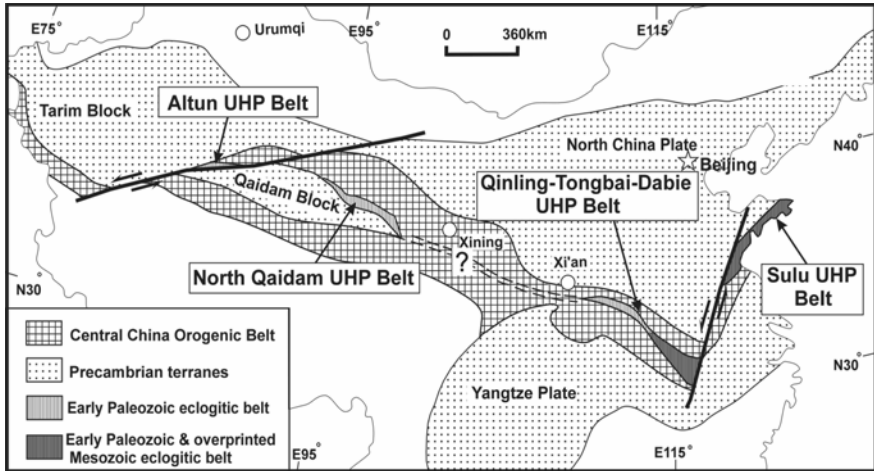 E75°
E95°
E115°
Urumqi
0 360km
Altun UHP Belt
Tarim Block
N40
North China Plate
Beijing
Qinling-Tongbai-Dabie
UHP Belt
Qaidam Block
Xining
?
Xi'an
North Qaidam UHP Belt
Sulu UHP
Belt
N30
N30
Central China Orogenic Belt
Precambrian terranes
Early Paleozoic eclogitic belt
Early Paleozoic & overprinted
Mesozoic eclogitic belt
Yangtze Plate
E95°
E115°